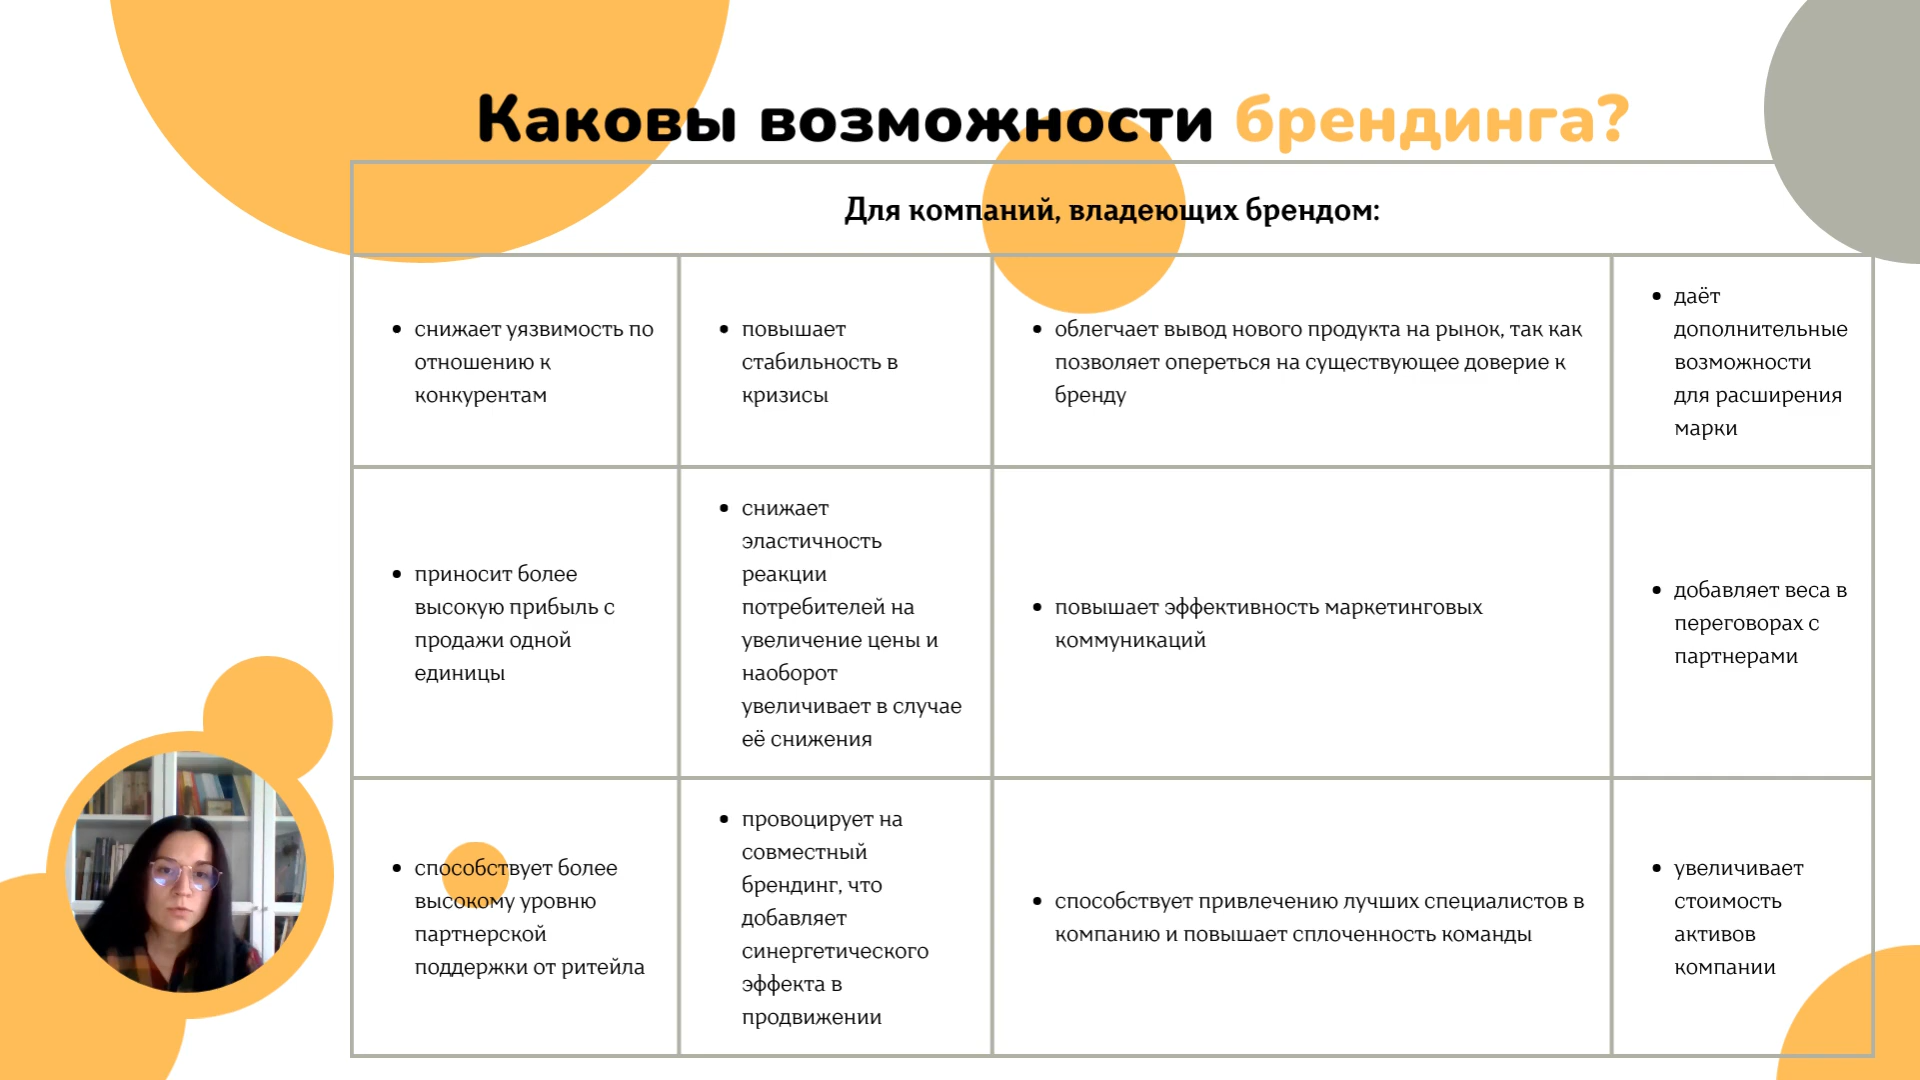 Каковы возможности брендинга?
Для компаний, владеющих брендом:
• снижает уязвимость по
отношению к
конкурентам
• повышает
стабильность в
кризисы
• облегчает вывод нового продукта на рынок, так как
позволяет опереться на существующее доверие к
бренду
• даёт
дополнительные
возможности
для расширения
марки
• приносит более
высокую прибыль с
продажи одной
единицы
• снижает
эластичность
реакции
потребителей на
увеличение цены и
наоборот
увеличивает в случае
её снижения
• повышает эффективность маркетинговых
коммуникаций
• добавляет веса в
переговорах с
партнерами
• способствует более
высокому уровню
партнерской
поддержки от ритейла
• провоцирует на
совместный
брендинг, что
добавляет
синергетического
эффекта в
продвижении
• способствует привлечению лучших специалистов в
компанию и повышает сплоченность команды
• увеличивает
стоимость
активов
компании